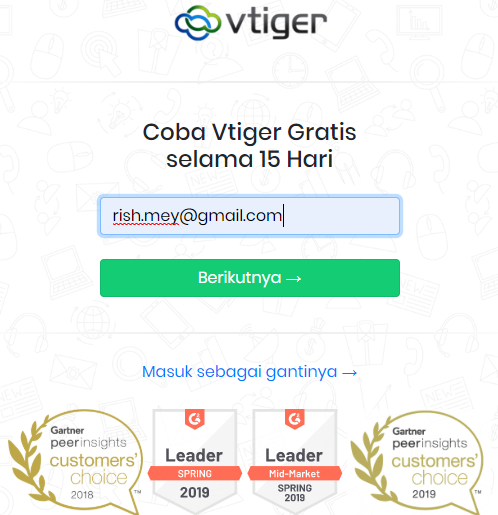 vtiger
Coba Vtiger Gratis
selama 15 Hari
rish.mey@gmail.com
Berikutnya →
Masuk sebagai gantinya →
Gartner
peerinsights
customers'
choice
2018
TM
G2
Leader
SPRING
2019
G2
Leader
Mid-Market
SPRING
2019
Gartner
peerinsights
customers'
choice
2019
TM